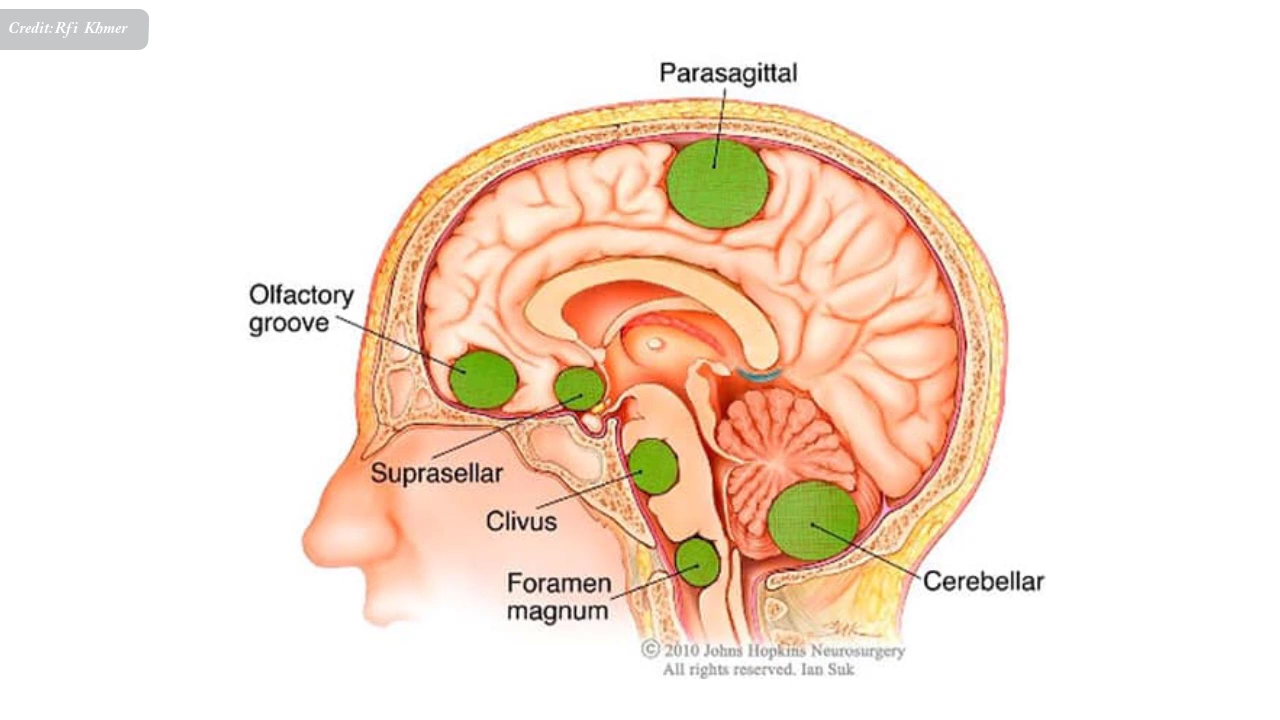 Credit:Rfi Khmer
Parasagittal
Olfactory
groove
Suprasellar
Clivus
Foramen
magnum
Cerebellar
© 2010 Johns Hopkins Neurosurgery
All rights reserved. Ian Suk